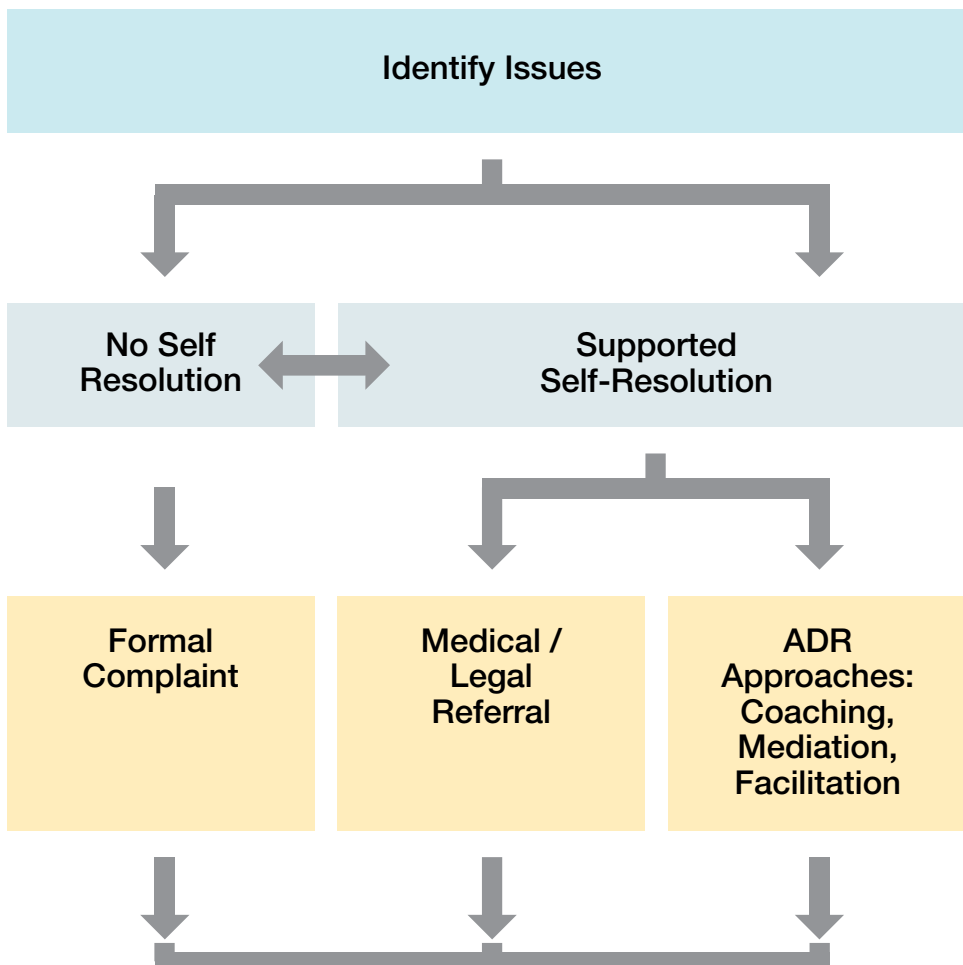 Identify Issues
No Self
Resolution
Supported
Self-Resolution
Formal
Complaint
Medical /
Legal
Referral
ADR
Approaches:
Coaching,
Mediation,
Facilitation